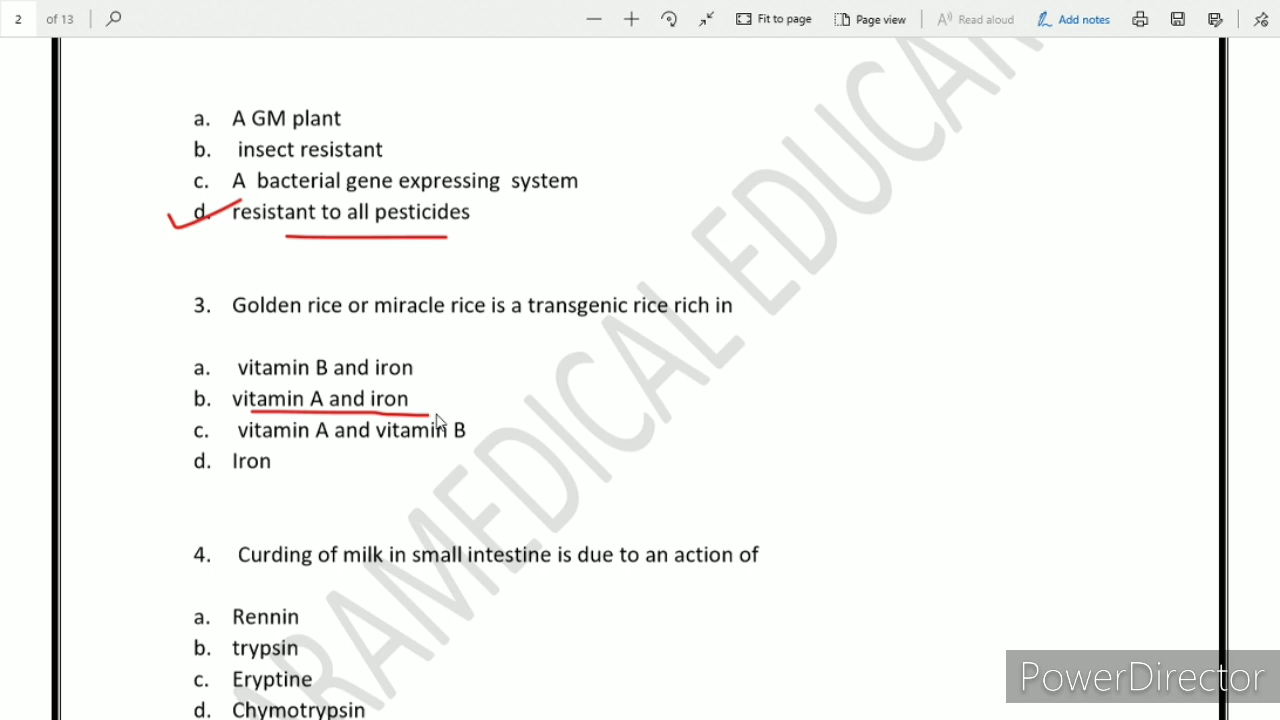 2 of 13 Fit to page Page view Read aloud Add notes
a. A GM plant
b. insect resistant
c. A bacterial gene expressing system
d. resistant to all pesticides
3. Golden rice or miracle rice is a transgenic rice rich in
a. vitamin B and iron
b. vitamin A and iron
c. vitamin A and vitamin B
d. Iron
4. Curding of milk in small intestine is due to an action of
a. Rennin
b. trypsin
c. Eryptine
d. Chymotrypsin
ARAMEDICAL EDUCAN
PowerDirector